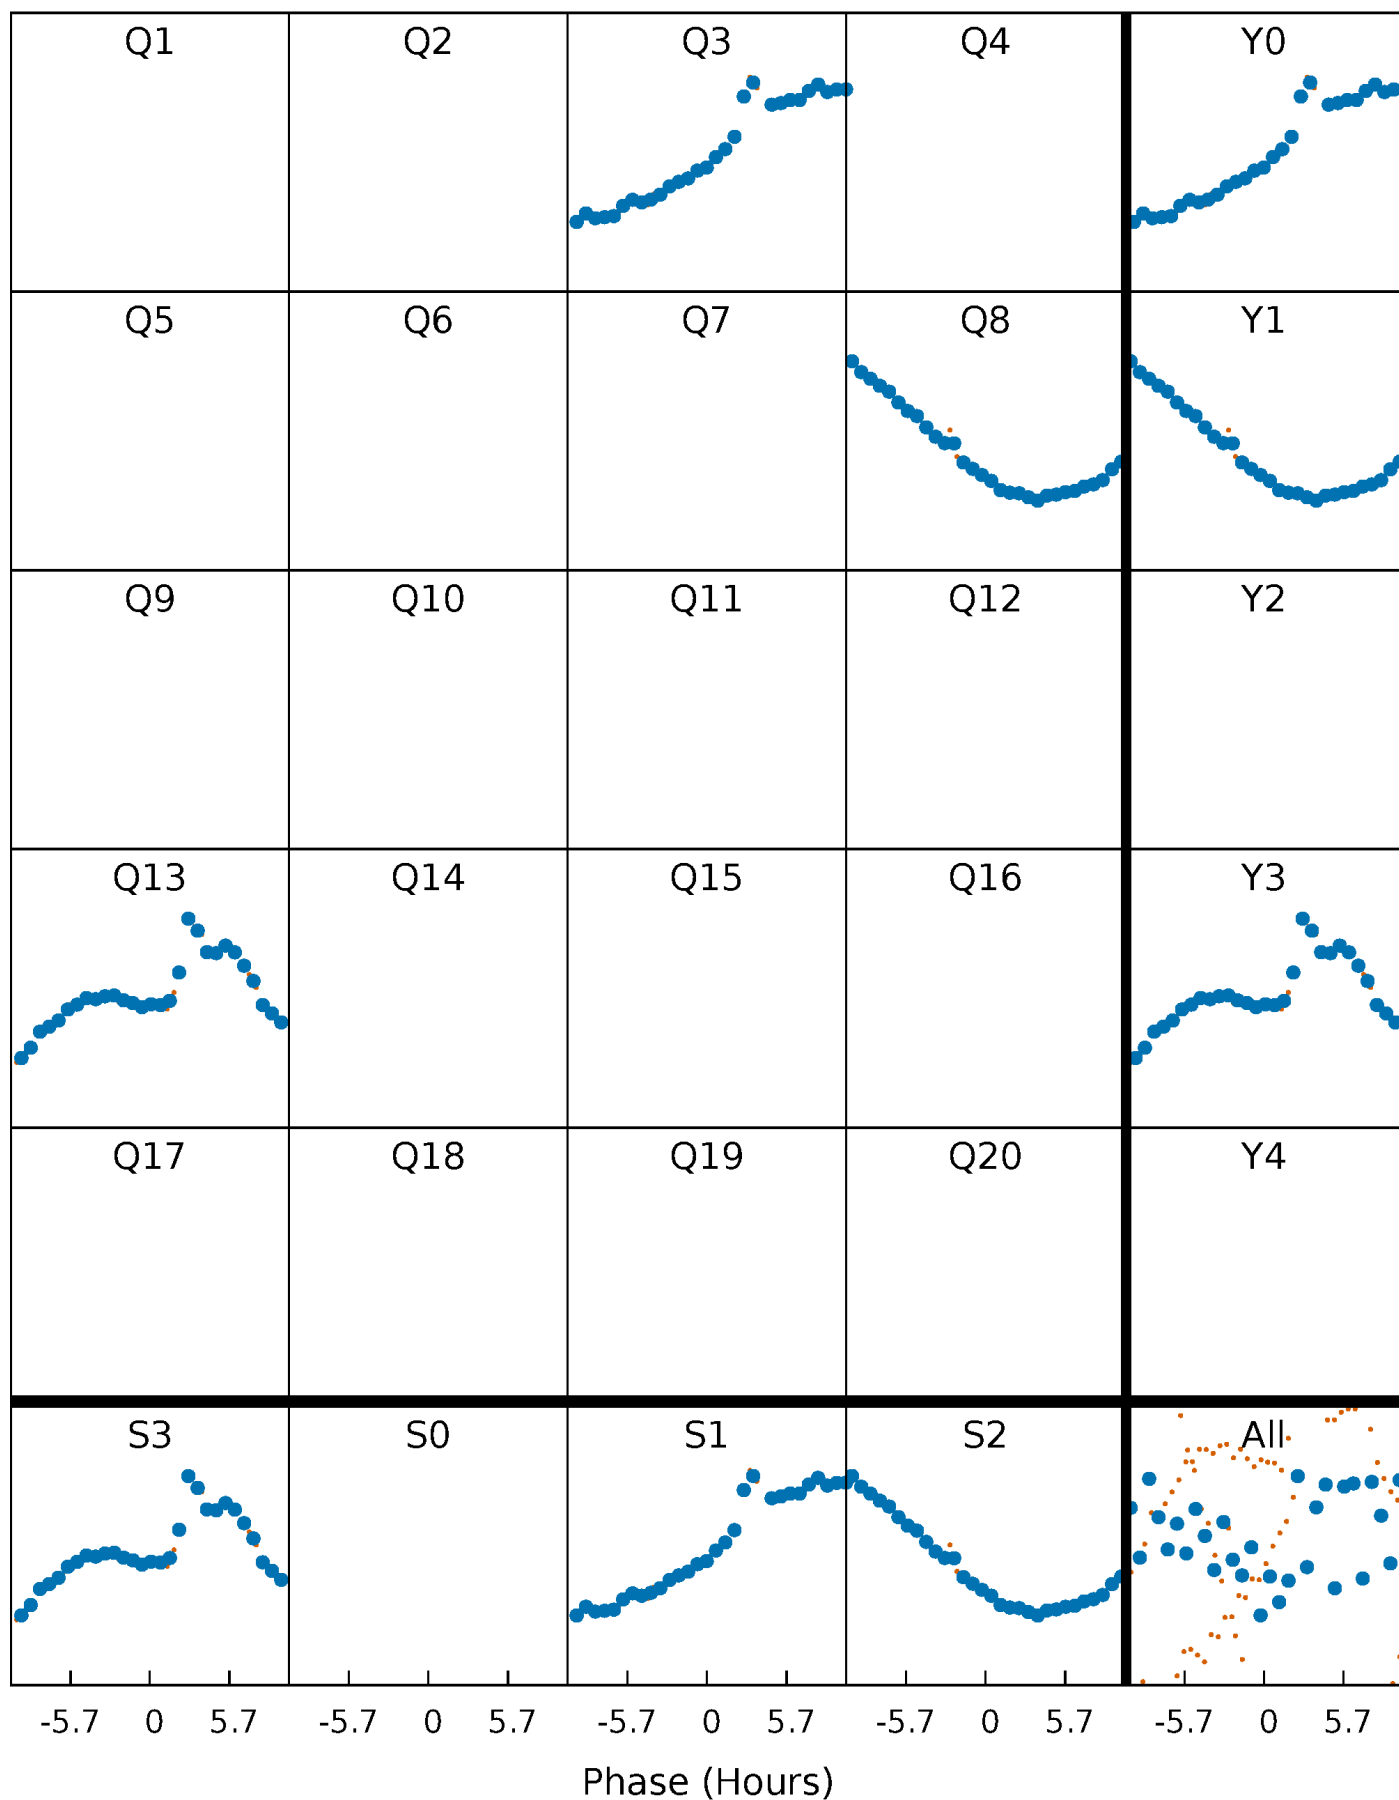 Q1 Q2 Q3 Q4 Y0
Q5 Q6 Q7 Q8 Y1
Q9 Q10 Q11 Q12 Y2
Q13 Q14 Q15 Q16 Y3
Q17 Q18 Q19 Q20 Y4
S3 S0 S1 S2 All
-5.7 0 5.7 -5.7 0 5.7 -5.7 0 5.7 -5.7 0 5.7 -5.7 0 5.7
Phase (Hours)